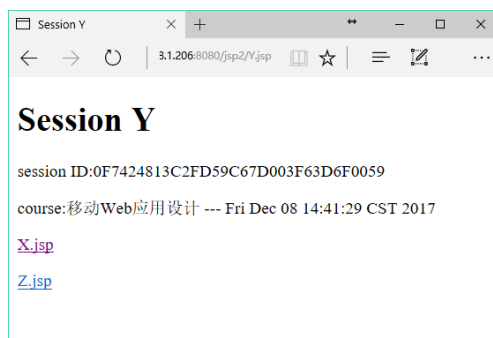 Session Y
3.1.206:8080/jsp2/Y.jsp
Session Y
session ID:0F7424813C2FD59C67D003F63D6F0059
course:移动Web应用设计 --- Fri Dec 08 14:41:29 CST 2017
X.jsp
Z.jsp